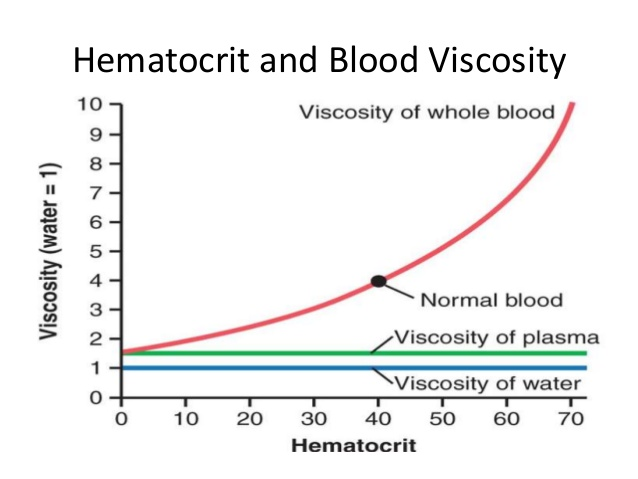 Hematocrit and Blood Viscosity
Viscosity (water = 1)
10
9
8
7
6
5
4
3
2
1
0
Viscosity of whole blood
Normal blood
Viscosity of plasma
Viscosity of water
0 10 20 30 40 50 60 70
Hematocrit